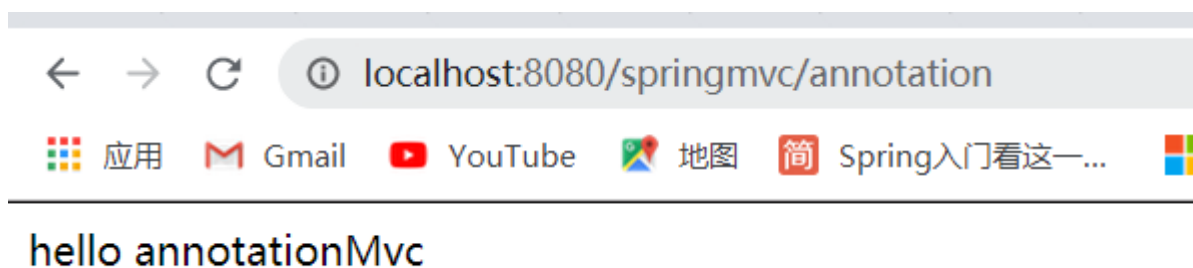 localhost:8080/springmvc/annotation
应用 Gmail YouTube 地图 简 Spring入门看这一...
hello annotationMvc